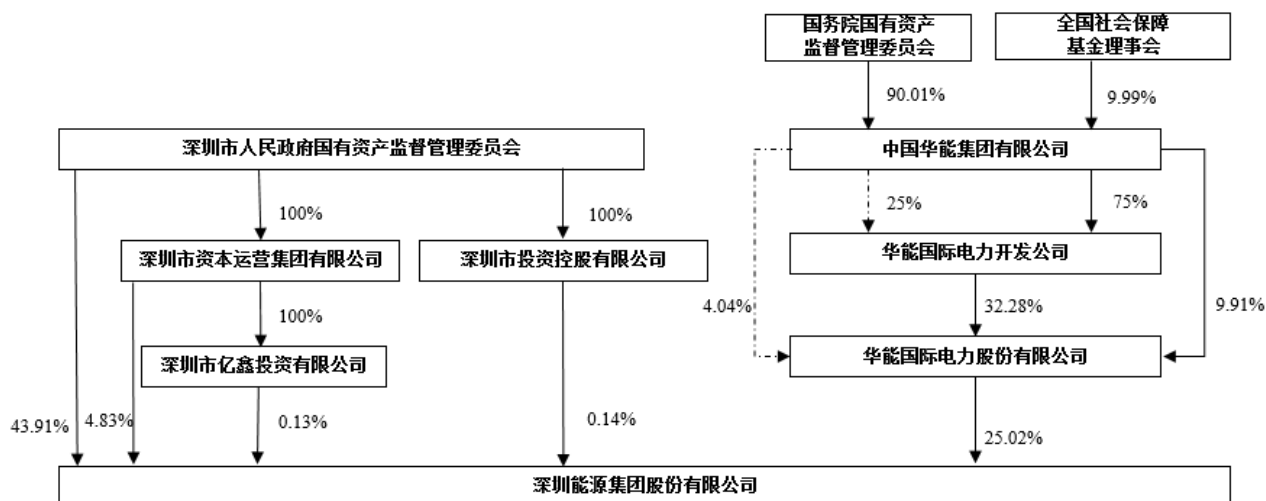 国务院国有资产
监督管理委员会
全国社会保障
基金理事会
90.01%
9.99%
深圳市人民政府国有资产监督管理委员会
中国华能集团有限公司
100%
100%
25%
75%
深圳市资本运营集团有限公司
深圳市投资控股有限公司
华能国际电力开发公司
4.04%
32.28%
9.91%
100%
深圳市亿鑫投资有限公司
华能国际电力股份有限公司
43.91%
4.83%
0.13%
0.14%
25.02%
深圳能源集团股份有限公司